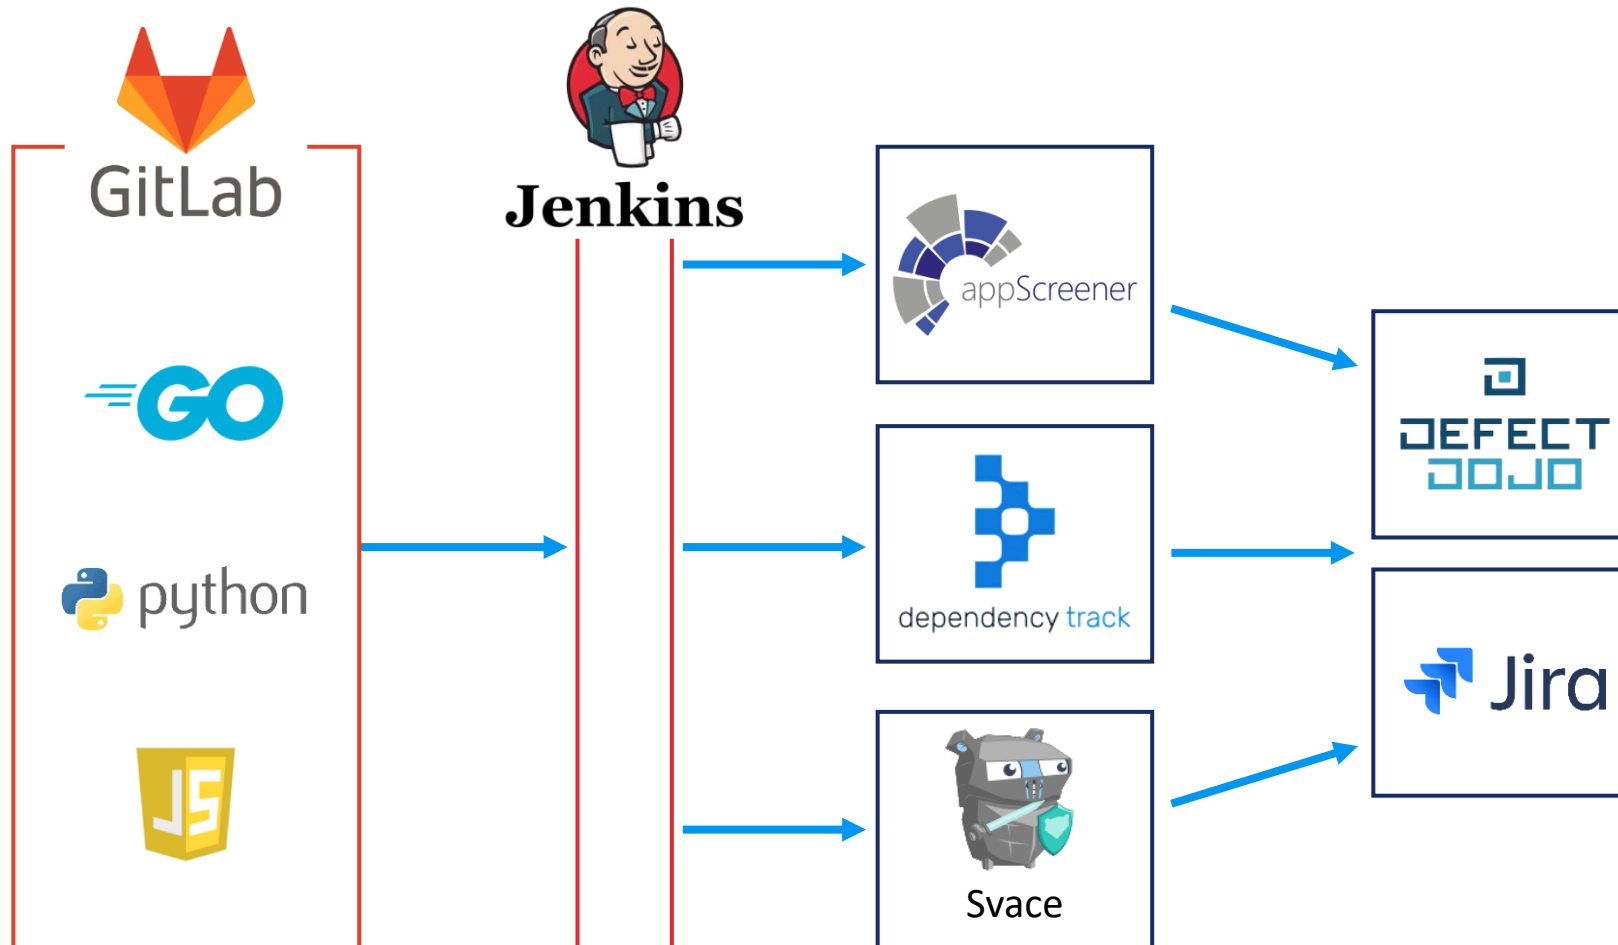 GitLab
GO
python
JS
Jenkins
appScreener
dependency track
Svace
DEFECT
DOJO
Jira